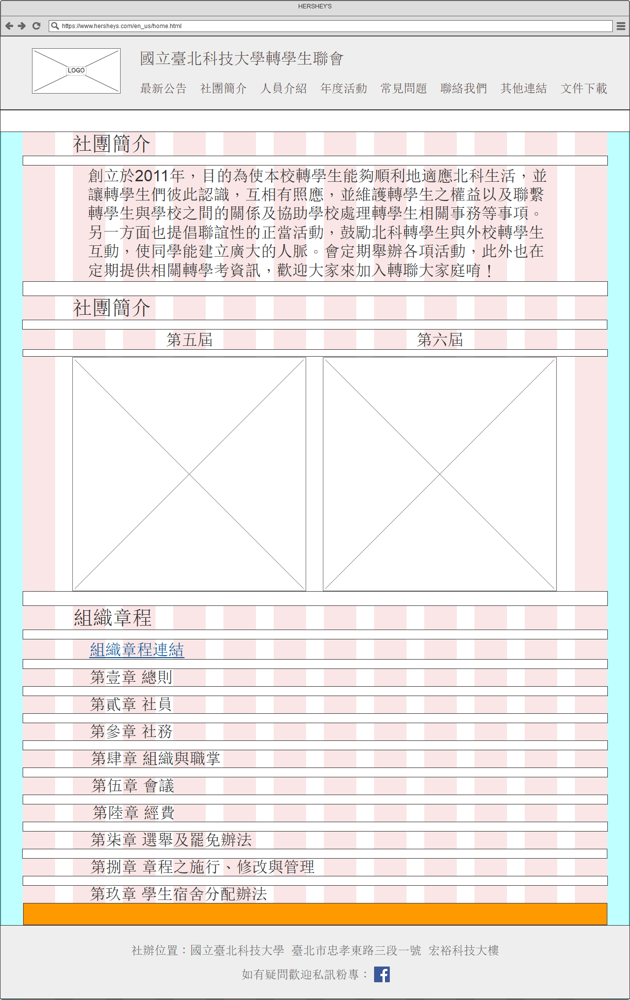 HERSHEY'S
https://www.hersheys.com/en_us/home.html
LOGO
國立臺北科技大學轉學生聯會
最新公告 社團簡介 人員介紹 年度活動 常見問題 聯絡我們 其他連結 文件下載
社團簡介
創立於2011年，目的為使本校轉學生能夠順利地適應北科生活，並
讓轉學生們彼此認識，互相有照應，並維護轉學生之權益以及聯繫
轉學生與學校之間的關係及協助學校處理轉學生相關事務等事項。
另一方面也提倡聯誼性的正當活動，鼓勵北科轉學生與外校轉學生
互動，使同學能建立廣大的人脈。會定期舉辦各項活動，此外也在
定期提供相關轉學考資訊，歡迎大家來加入轉聯大家庭唷！
社團簡介
第五屆 第六屆
組織章程
組織章程連結
第壹章 總則
第貳章 社員
第參章 社務
第肆章 組織與職掌
第伍章 會議
第陸章 經費
第柒章 選舉及罷免辦法
第捌章 章程之施行、修改與管理
第玖章 學生宿舍分配辦法
社辦位置：國立臺北科技大學 臺北市忠孝東路三段一號 宏裕科技大樓
如有疑問歡迎私訊粉專：